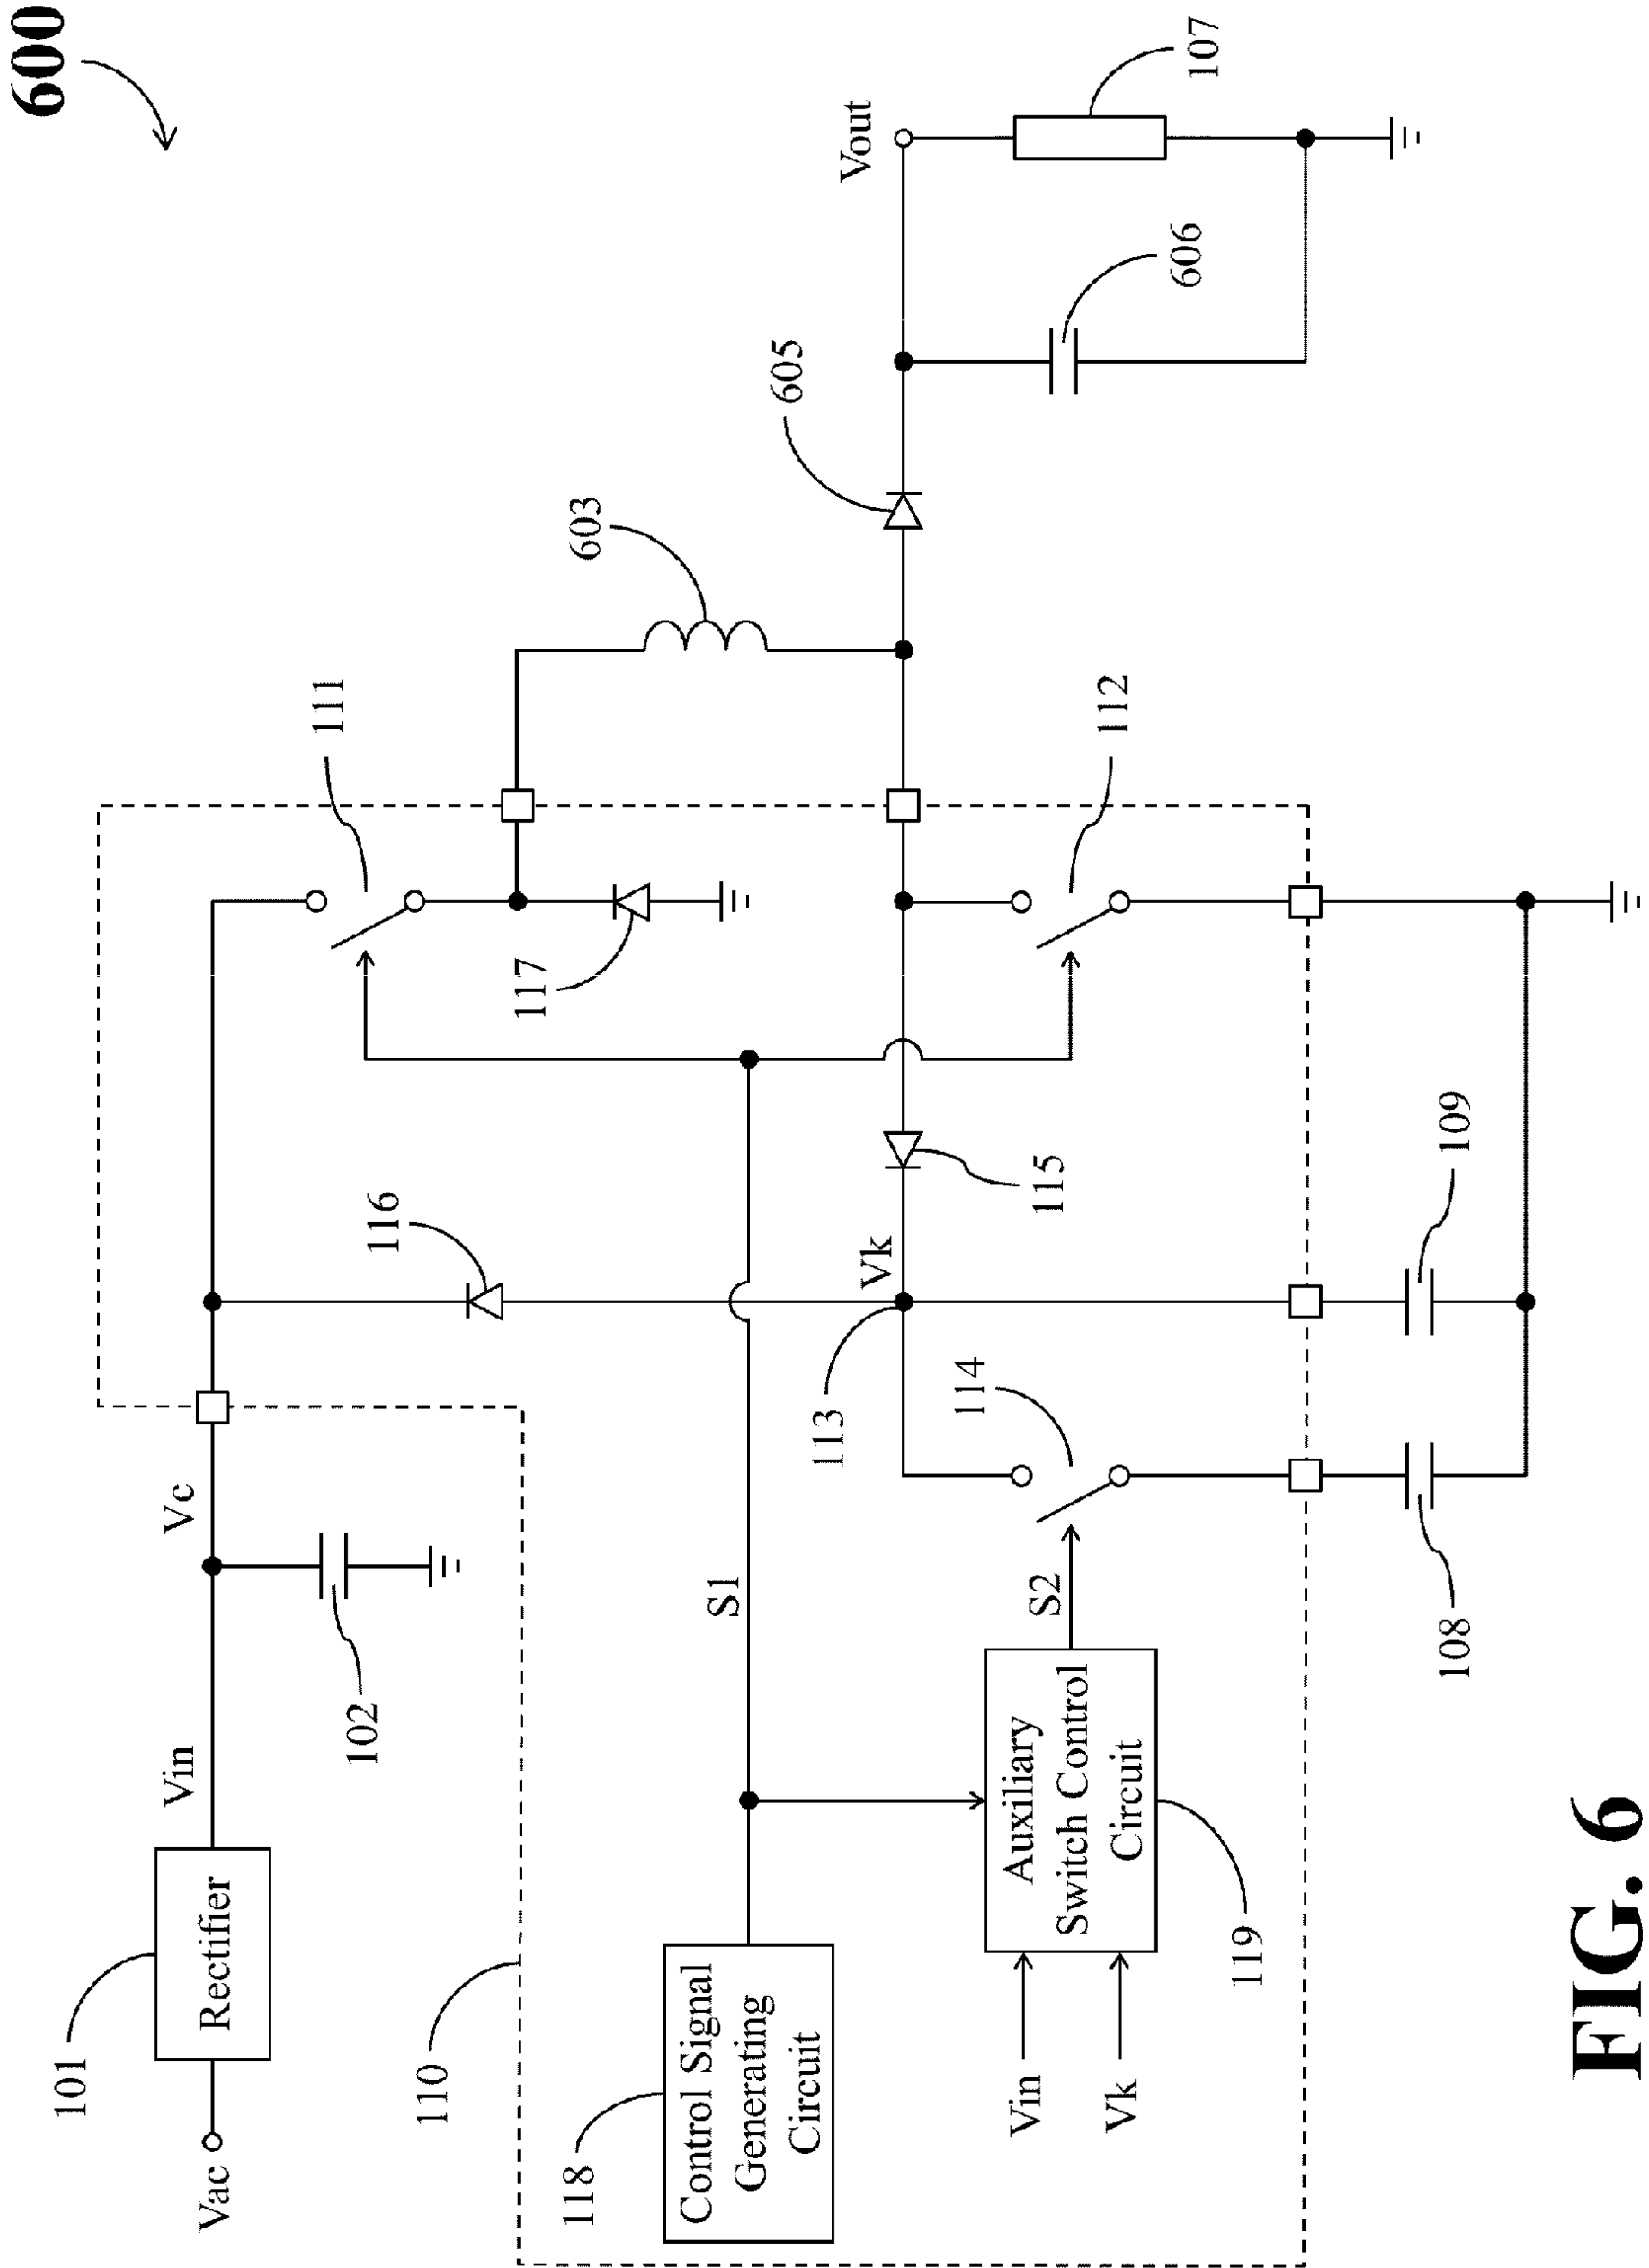 600
Vac
101
Rectifier
Vin
Vc
102
116
111
603
605
Vout
107
606
110
117
118
Control Signal
Generating
Circuit
S1
113
Vk
115
112
114
Vin
Vk
Auxiliary
Switch Control
Circuit
S2
119
108
109
FIG. 6